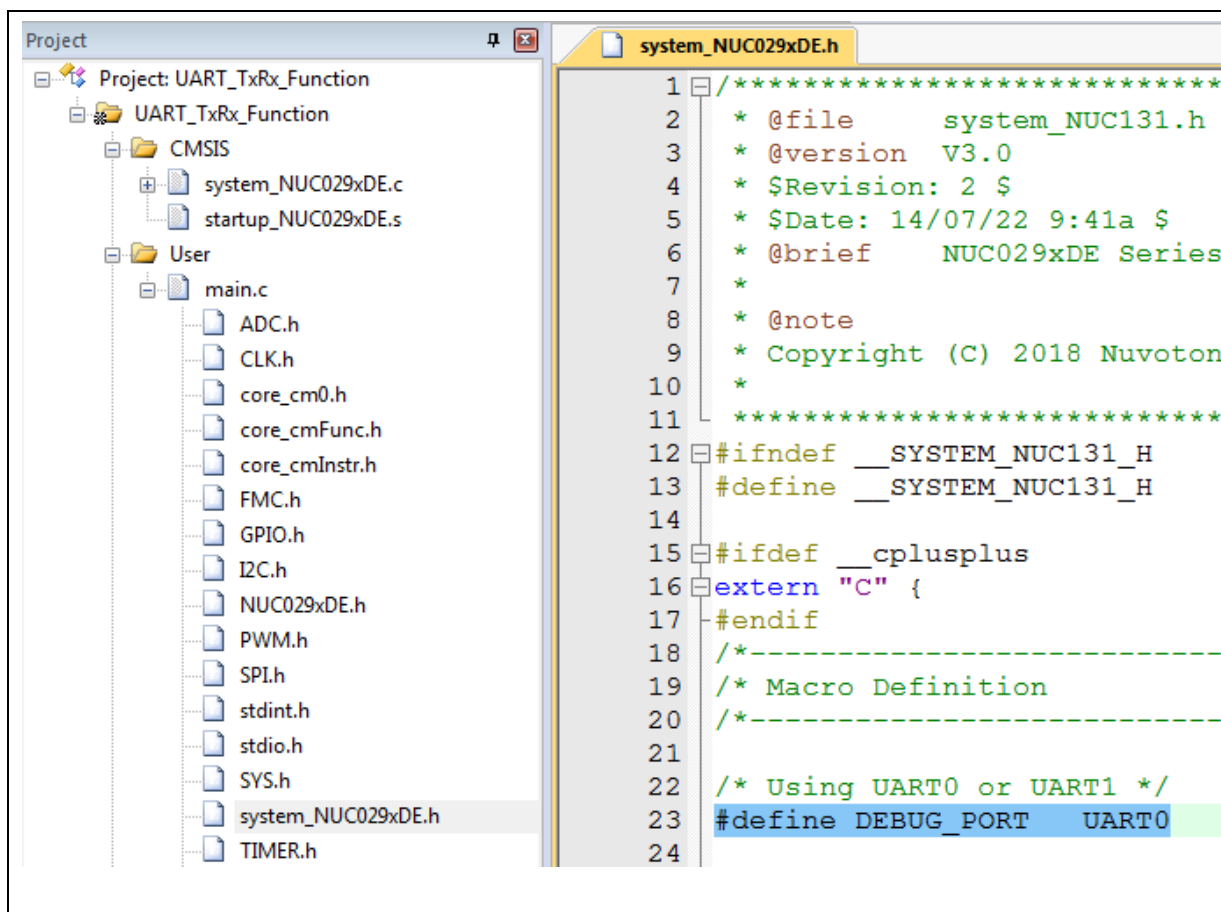 Project
Project: UART_TxRx_Function
UART_TxRx_Function
CMSIS
system_NUC029xDE.c
startup_NUC029xDE.s
User
main.c
ADC.h
CLK.h
core_cm0.h
core_cmFunc.h
core_cmInstr.h
FMC.h
GPIO.h
I2C.h
NUC029xDE.h
PWM.h
SPI.h
stdint.h
stdio.h
SYS.h
system_NUC029xDE.h
TIMER.h
system_NUC029xDE.h
1 /*****************************
2 * @file     system_NUC131.h
3 * @version  V3.0
4 * $Revision: 2 $
5 * $Date: 14/07/22 9:41a $
6 * @brief    NUC029xDE Series
7 *
8 * @note
9 * Copyright (C) 2018 Nuvoton
10 *
11 ****************************
12 #ifndef __SYSTEM_NUC131_H
13 #define __SYSTEM_NUC131_H
14
15 #ifdef __cplusplus
16 extern "C" {
17 #endif
18 /*---------------------------
19 /* Macro Definition
20 /*---------------------------
21
22 /* Using UART0 or UART1 */
23 #define DEBUG_PORT   UART0
24